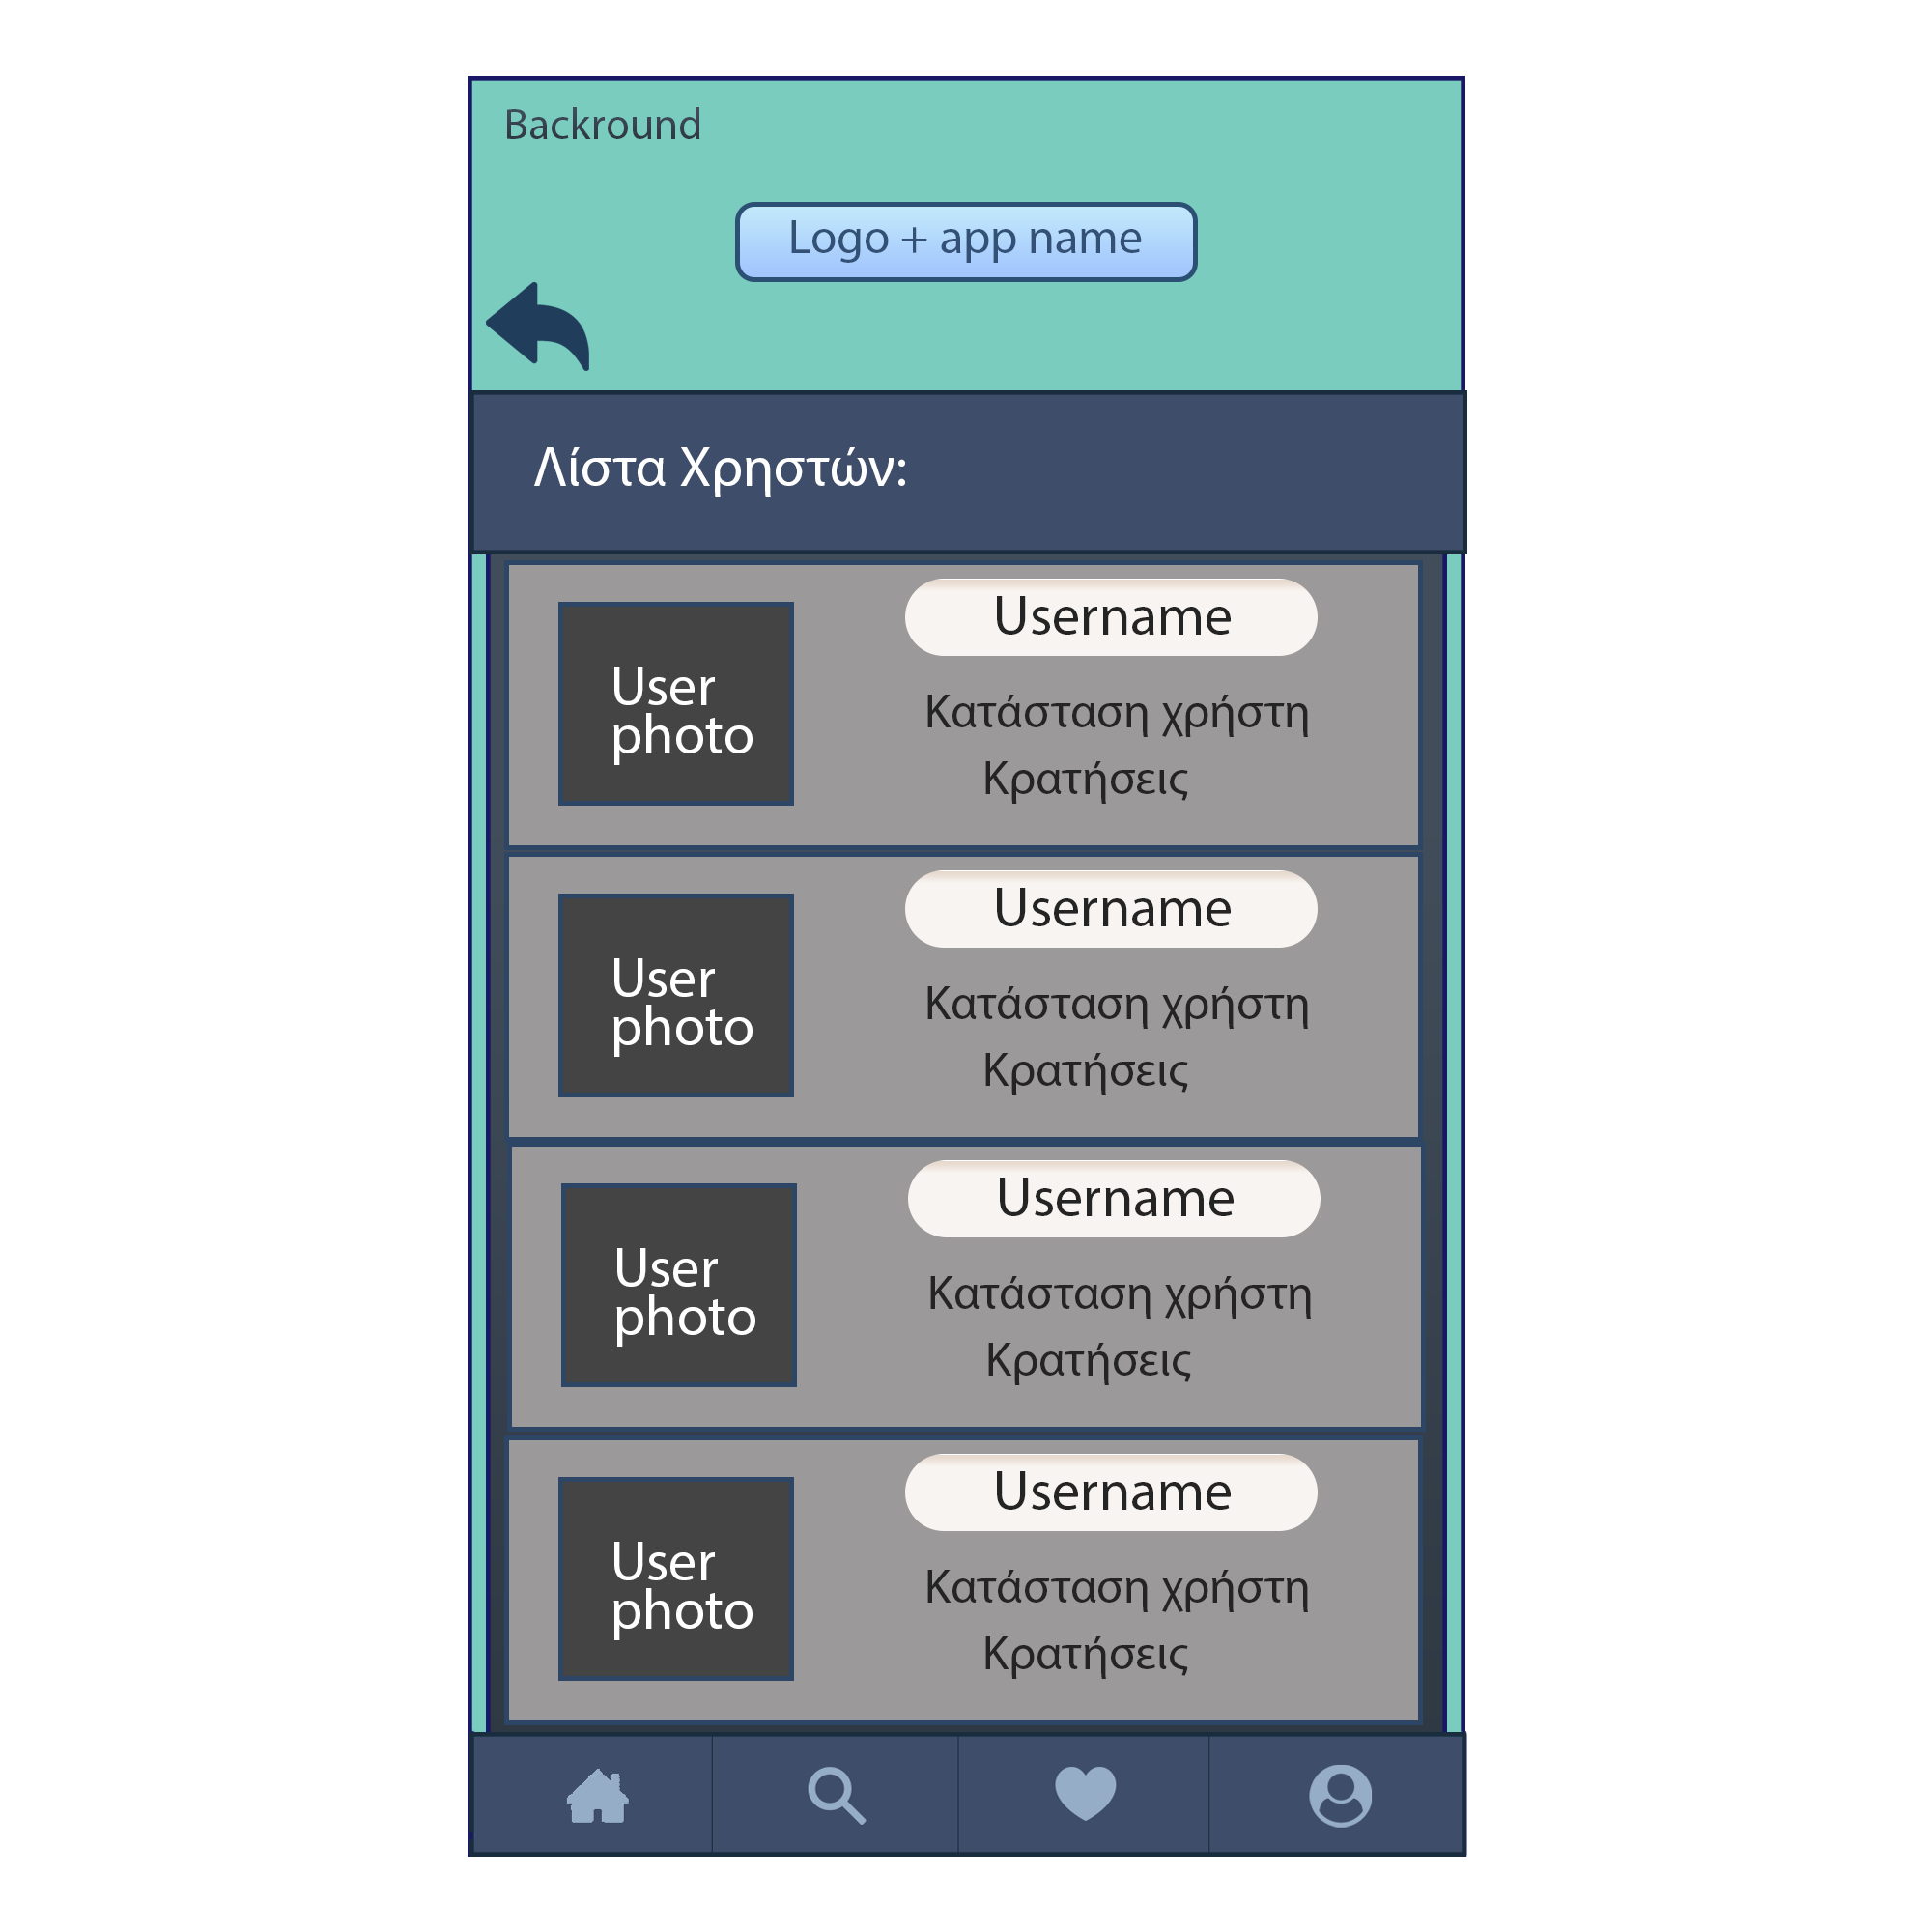 Backround
Logo + app name
Λίστα Χρηστών:
Username
User
photo
Κατάσταση χρήστη
Κρατήσεις
Username
User
photo
Κατάσταση χρήστη
Κρατήσεις
Username
User
photo
Κατάσταση χρήστη
Κρατήσεις
Username
User
photo
Κατάσταση χρήστη
Κρατήσεις